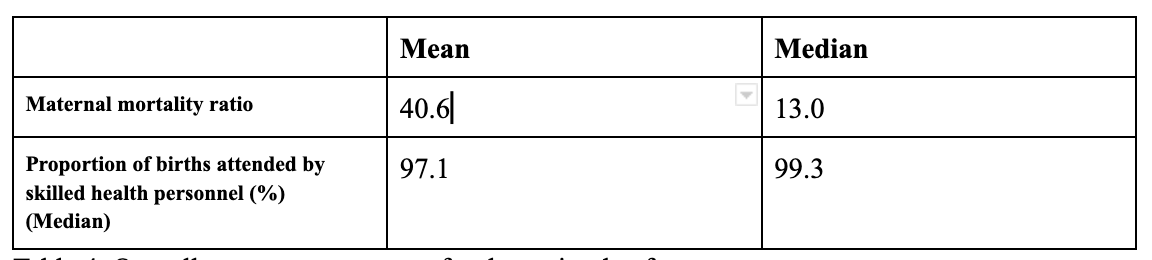 Mean Median
Maternal mortality ratio 40.6 13.0
Proportion of births attended by 97.1 99.3
skilled health personnel (%)
(Median)